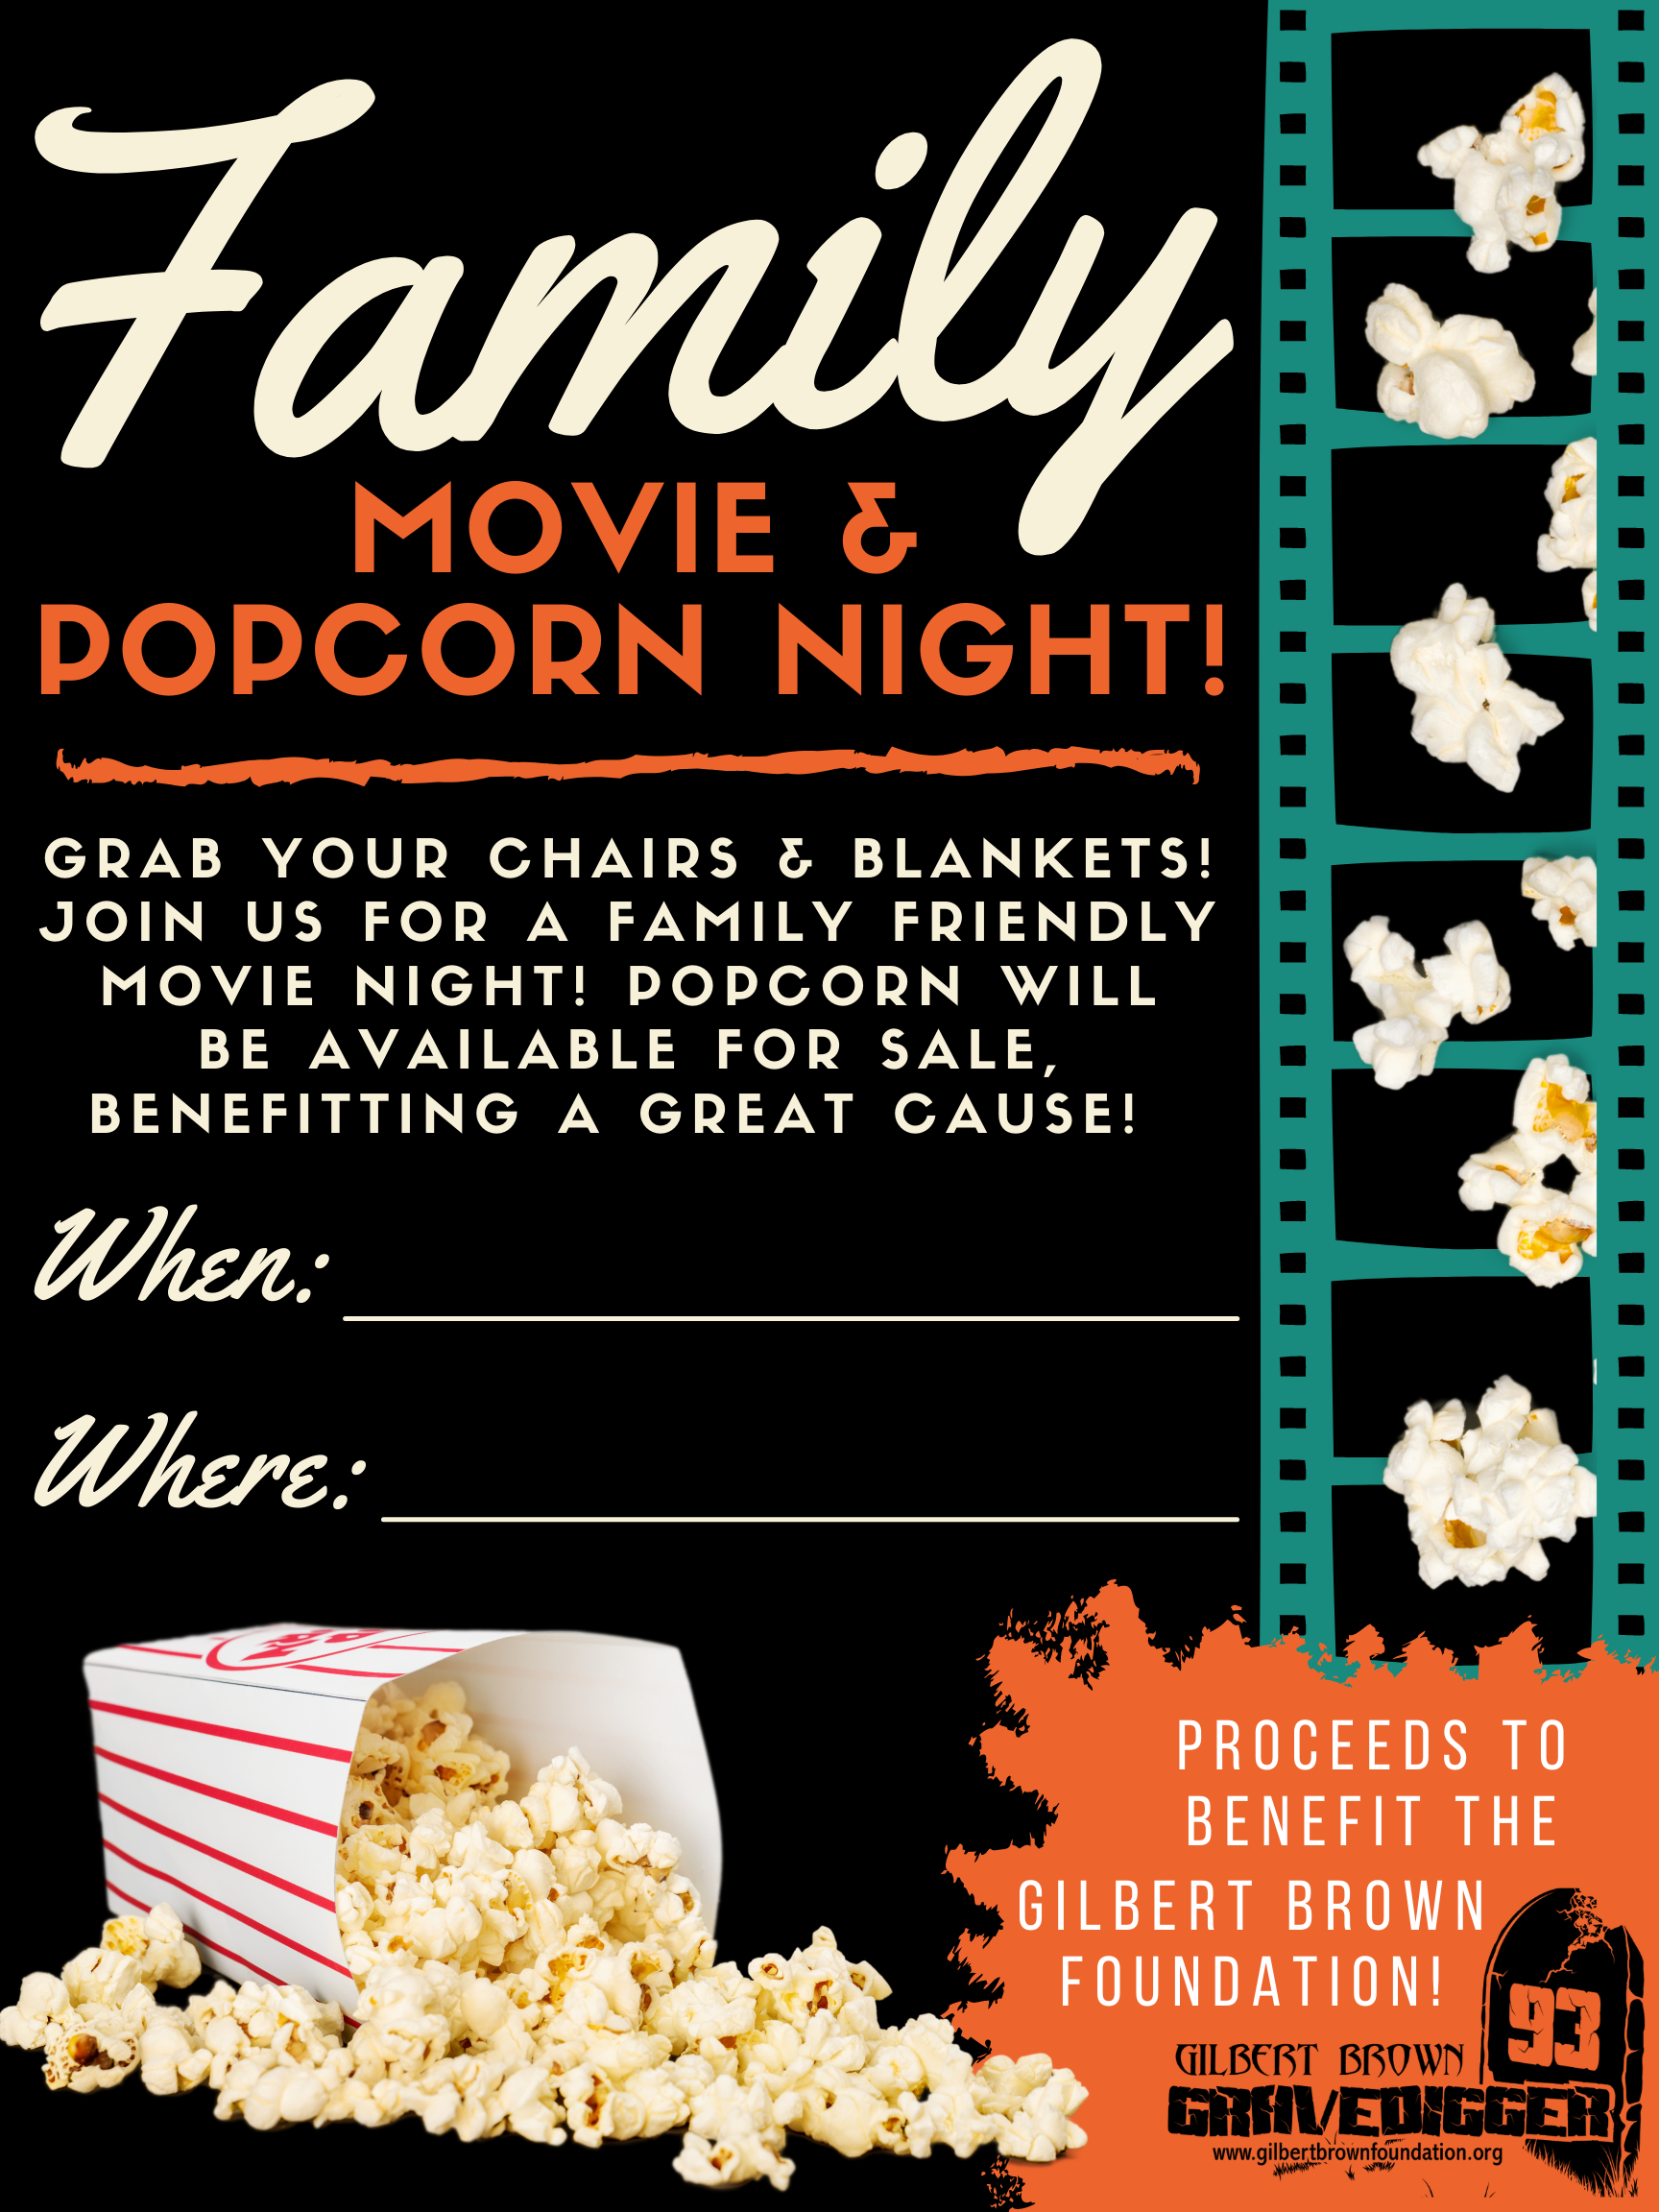 Family
MOVIE &
POPCORN NIGHT!
GRAB YOUR CHAIRS & BLANKETS!
JOIN US FOR A FAMILY FRIENDLY
MOVIE NIGHT! POPCORN WILL
BE AVAILABLE FOR SALE,
BENEFITTING A GREAT CAUSE!
When:
Where:
PROCEEDS TO
BENEFIT THE
GILBERT BROWN
FOUNDATION!
93
GILBERT BROWN
GRAVEDIGGER
www.gilbertbrownfoundation.org